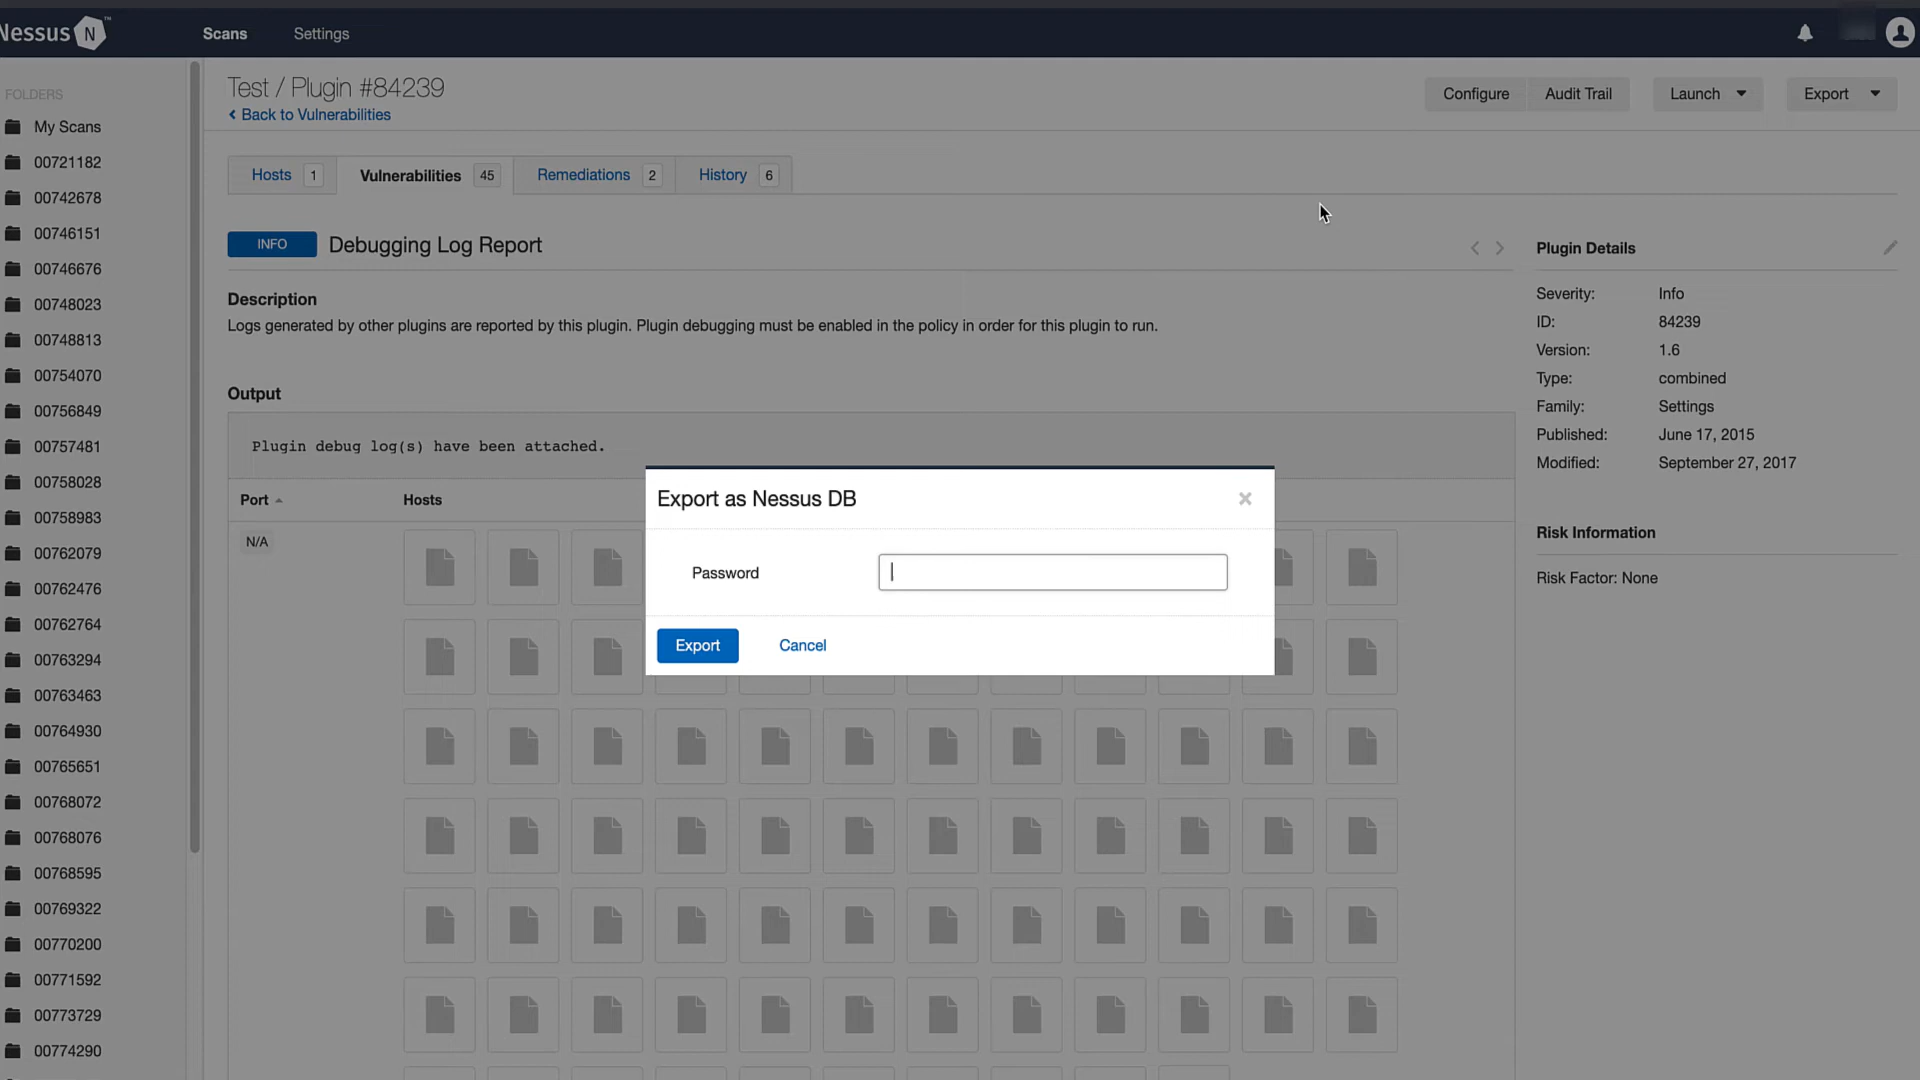 Nessus N ™
Scans
Settings
FOLDERS
My Scans
00721182
00742678
00746151
00746676
00748023
00748813
00754070
00756849
00757481
00758028
00758983
00762079
00762476
00762764
00763294
00763463
00764930
00765651
00768072
00768076
00768595
00769322
00770200
00771592
00773729
00774290
Test / Plugin #84239
Back to Vulnerabilities
Configure
Audit Trail
Launch
Export
Hosts 1
Vulnerabilities 45
Remediations 2
History 6
INFO
Debugging Log Report
Description
Logs generated by other plugins are reported by this plugin. Plugin debugging must be enabled in the policy in order for this plugin to run.
Output
Plugin debug log(s) have been attached.
Port
Hosts
N/A
Export as Nessus DB
×
Password
Export
Cancel
Plugin Details
Severity: Info
ID: 84239
Version: 1.6
Type: combined
Family: Settings
Published: June 17, 2015
Modified: September 27, 2017
Risk Information
Risk Factor: None